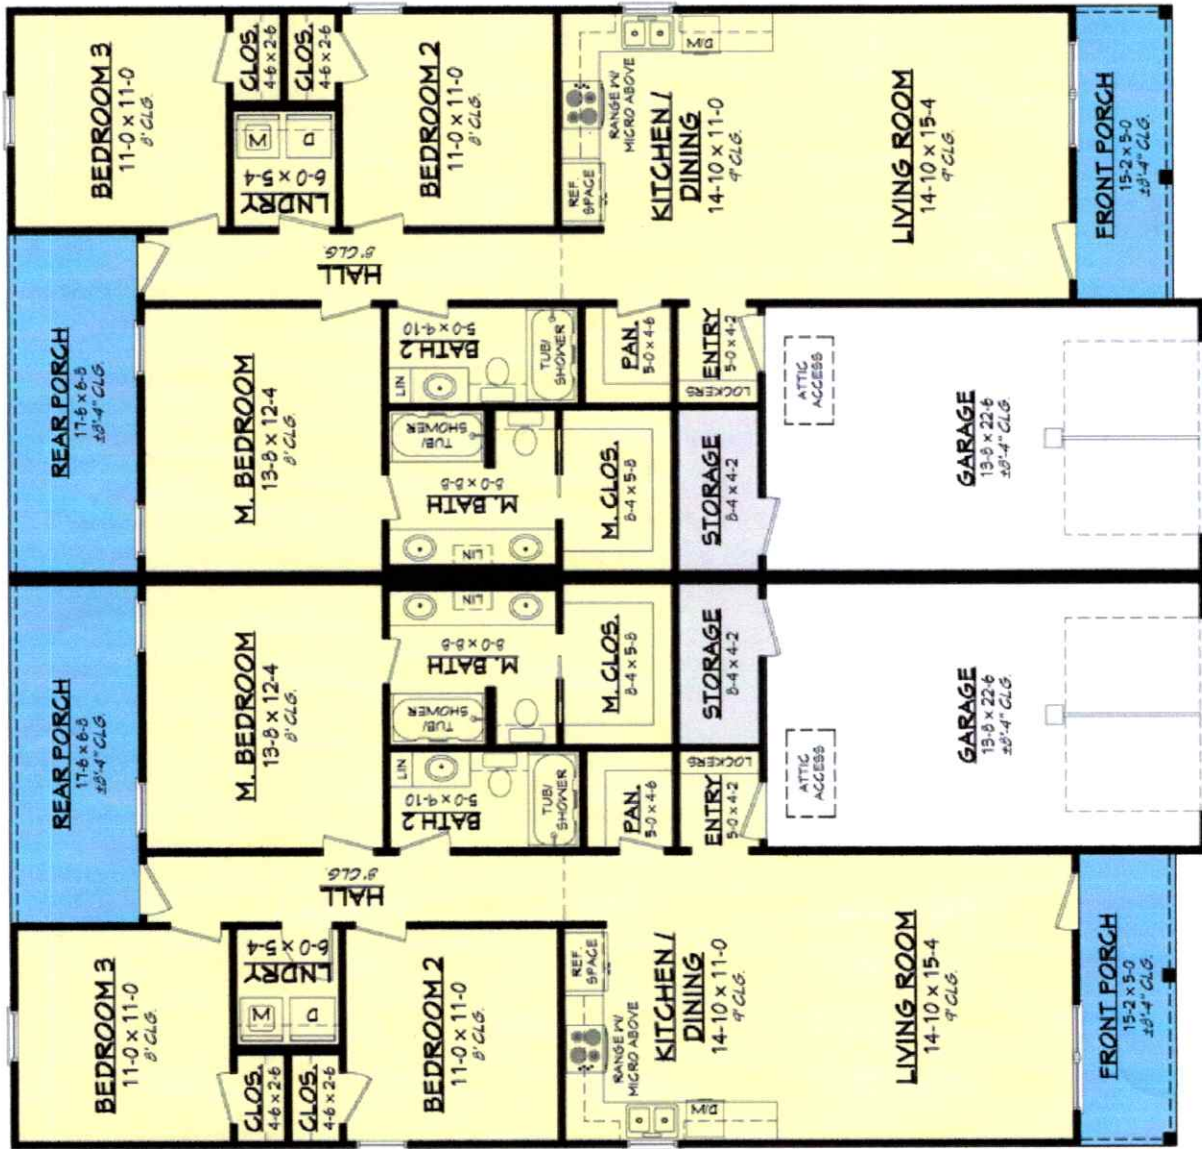 BEDROOM 3
11-0 x 11-0
8' CLG.
CLOS.
4-6 x 2-6
CLOS.
4-6 x 2-6
BEDROOM 2
11-0 x 11-0
8' CLG.
LNDRY
6-0 x 5-4
W
D
REF.
SPACE
RANGE W/
MICRO ABOVE
D/W
KITCHEN /
DINING
14-10 x 11-0
9' CLG.
LIVING ROOM
14-10 x 15-4
9' CLG.
FRONT PORCH
15-2 x 5-0
±8'-4" CLG.
HALL
8' CLG.
REAR PORCH
17-6 x 6-8
±8'-4" CLG.
M. BEDROOM
13-8 x 12-4
8' CLG.
BATH 2
5-0 x 9-10
LIN
TUB/
SHOWER
PAN.
5-0 x 4-6
ENTRY
5-0 x 4-2
LOCKERS
TUB/
SHOWER
M. BATH
8-0 x 8-8
LIN
M. CLOS.
8-4 x 5-8
STORAGE
8-4 x 4-2
ATTIC
ACCESS
GARAGE
13-8 x 22-6
±8'-4" CLG.
REAR PORCH
17-6 x 6-8
±8'-4" CLG.
M. BEDROOM
13-8 x 12-4
8' CLG.
M. BATH
8-0 x 8-8
LIN
TUB/
SHOWER
M. CLOS.
8-4 x 5-8
STORAGE
8-4 x 4-2
BATH 2
5-0 x 9-10
LIN
TUB/
SHOWER
PAN.
5-0 x 4-6
ENTRY
5-0 x 4-2
LOCKERS
ATTIC
ACCESS
GARAGE
13-8 x 22-6
±8'-4" CLG.
HALL
8' CLG.
BEDROOM 3
11-0 x 11-0
8' CLG.
LNDRY
6-0 x 5-4
W
D
CLOS.
4-6 x 2-6
CLOS.
4-6 x 2-6
BEDROOM 2
11-0 x 11-0
8' CLG.
REF.
SPACE
RANGE W/
MICRO ABOVE
D/W
KITCHEN /
DINING
14-10 x 11-0
9' CLG.
LIVING ROOM
14-10 x 15-4
9' CLG.
FRONT PORCH
15-2 x 5-0
±8'-4" CLG.